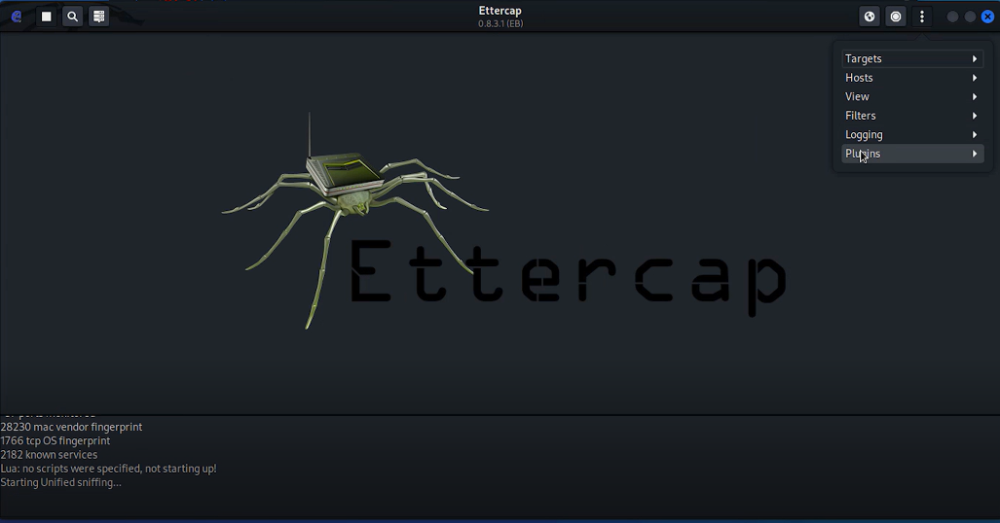 Ettercap
0.8.3.1 (EB)
Targets
Hosts
View
Filters
Logging
Plugins
Ettercap
28230 mac vendor fingerprint
1766 tcp OS fingerprint
2182 known services
Lua: no scripts were specified, not starting up!
Starting Unified sniffing...